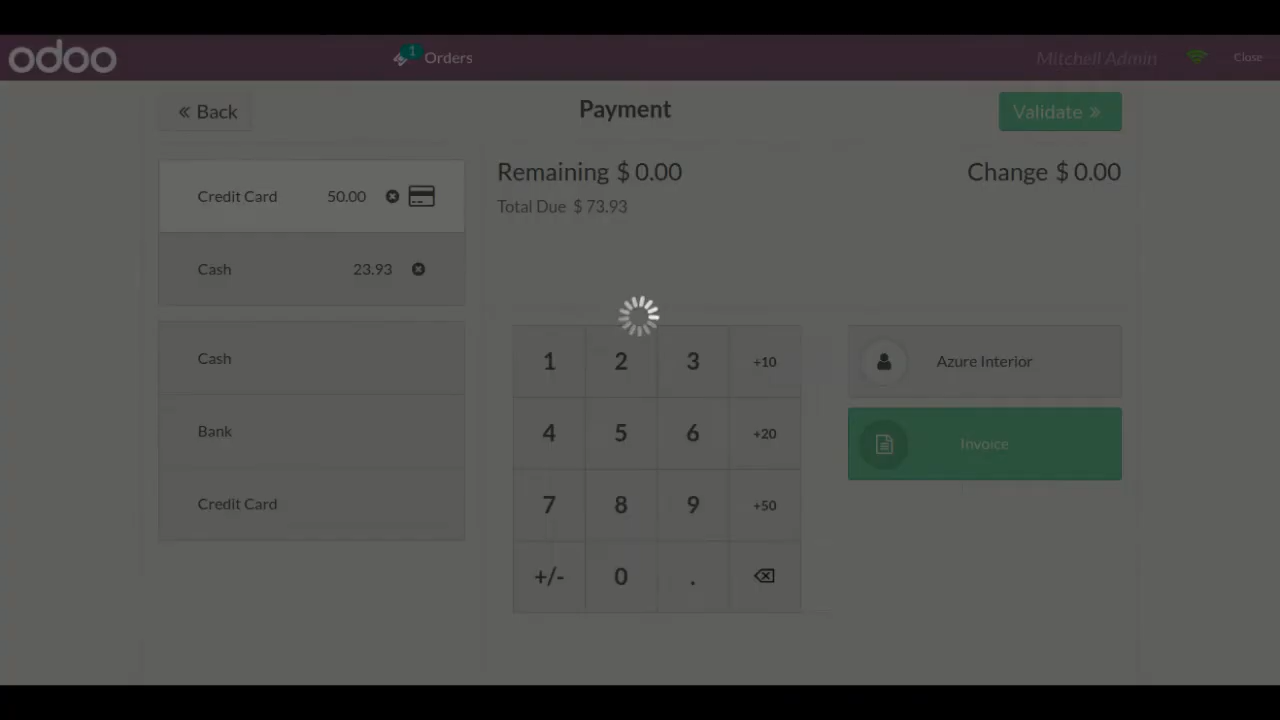 odoo
1
Orders
Mitchell Admin
Close
« Back
Payment
Validate »
Credit Card 50.00
Cash 23.93
Cash
Bank
Credit Card
Remaining $ 0.00
Change $ 0.00
Total Due $ 73.93
1 2 3 +10
4 5 6 +20
7 8 9 +50
+/- 0 .
Azure Interior
Invoice